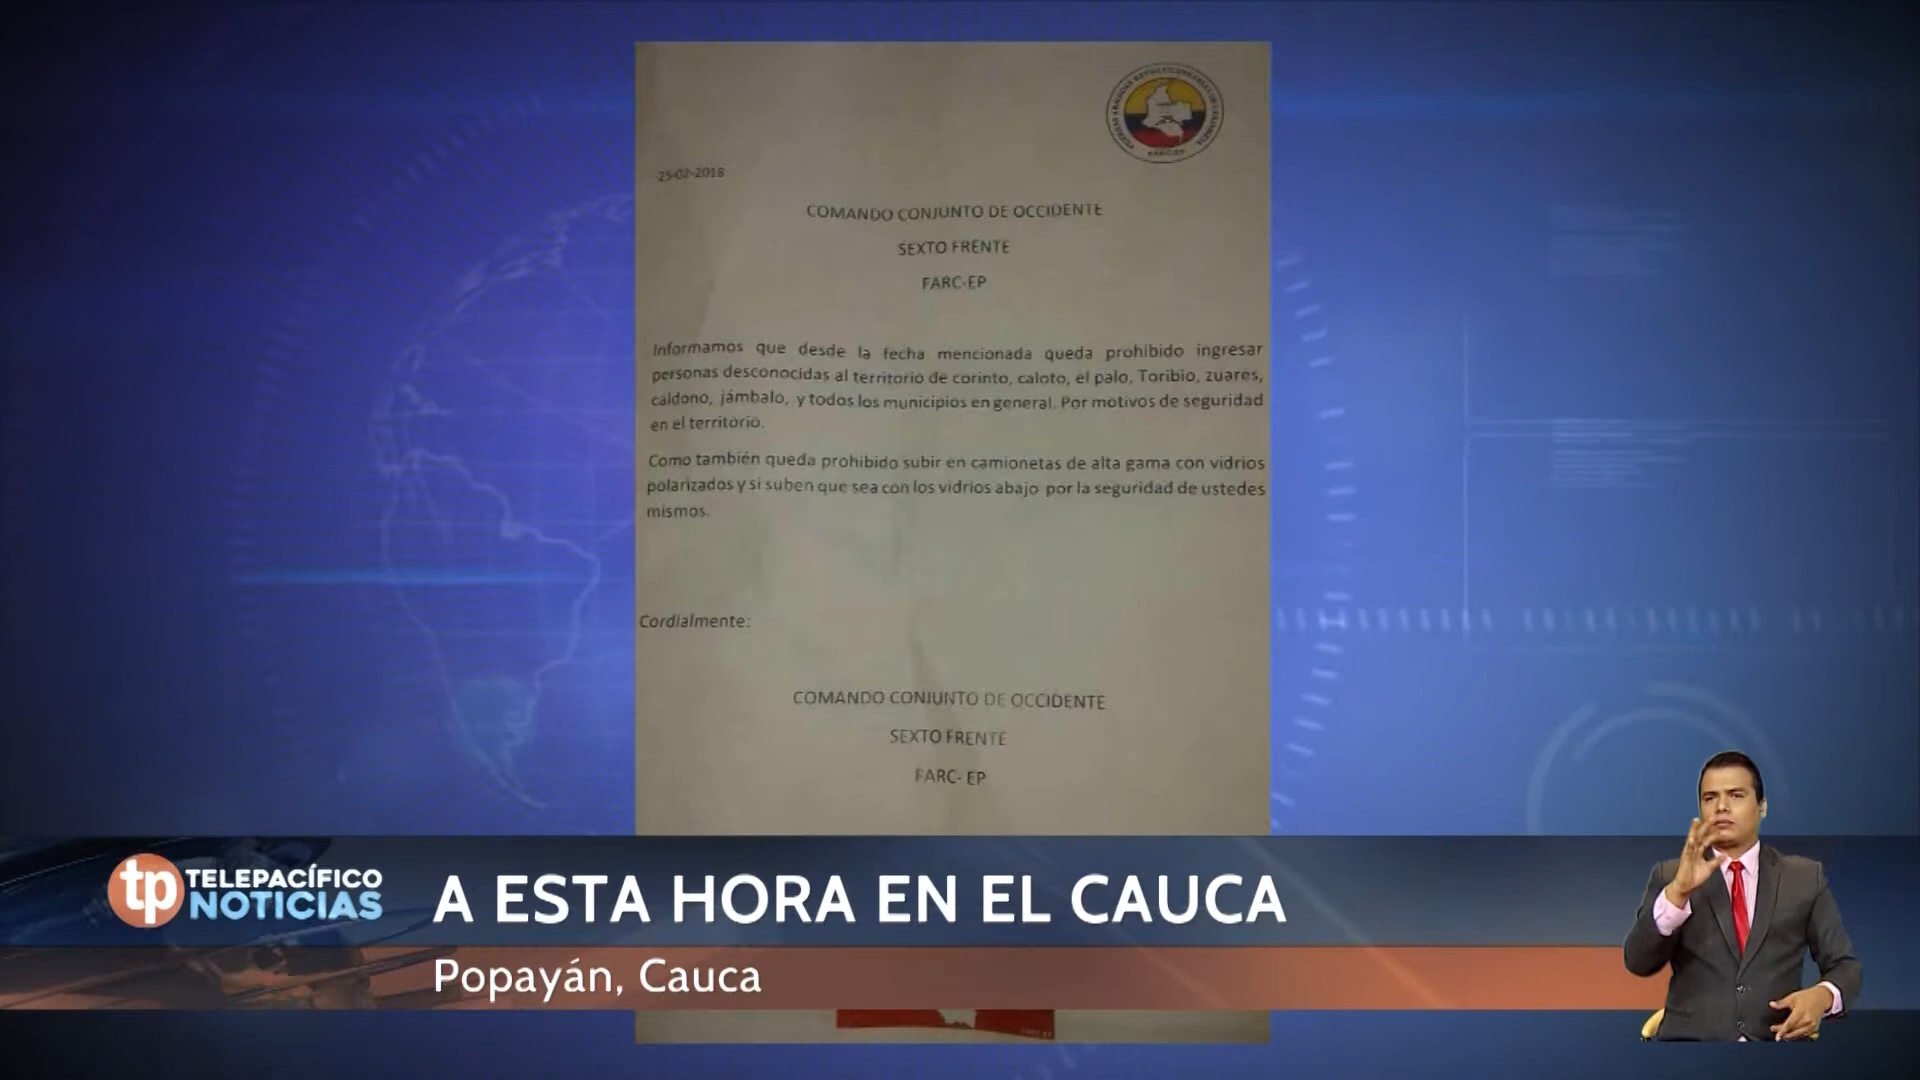 FARC-EP
25-02-2018
COMANDO CONJUNTO DE OCCIDENTE
SEXTO FRENTE
FARC-EP
Informamos que desde la fecha mencionada queda prohibido ingresar
personas desconocidas al territorio de corinto, caloto, el palo, Toribio, zuares,
caldono, jámbalo, y todos los municipios en general. Por motivos de seguridad
en el territorio.
Como también queda prohibido subir en camionetas de alta gama con vidrios
polarizados y si suben que sea con los vidrios abajo por la seguridad de ustedes
mismos.
Cordialmente:
COMANDO CONJUNTO DE OCCIDENTE
SEXTO FRENTE
FARC- EP
tp TELEPACÍFICO
NOTICIAS
A ESTA HORA EN EL CAUCA
Popayán, Cauca